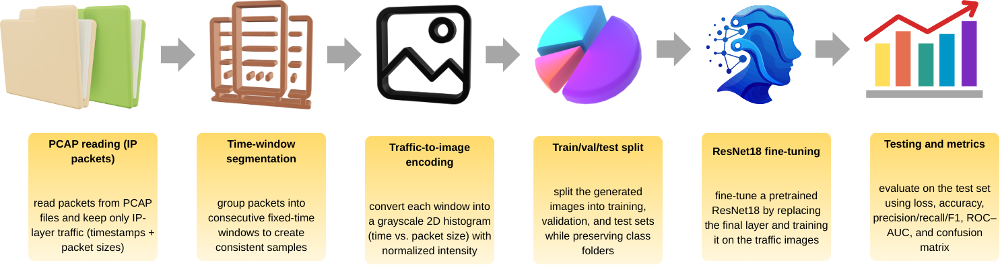 PCAP reading (IP
packets)
read packets from PCAP
files and keep only IP-
layer traffic (timestamps +
packet sizes)
Time-window
segmentation
group packets into
consecutive fixed-time
windows to create
consistent samples
Traffic-to-image
encoding
convert each window into
a grayscale 2D histogram
(time vs. packet size) with
normalized intensity
Train/val/test split
split the generated
images into training,
validation, and test sets
while preserving class
folders
ResNet18 fine-tuning
fine-tune a pretrained
ResNet18 by replacing
the final layer and training
it on the traffic images
Testing and metrics
evaluate on the test set
using loss, accuracy,
precision/recall/F1, ROC–
AUC, and confusion
matrix